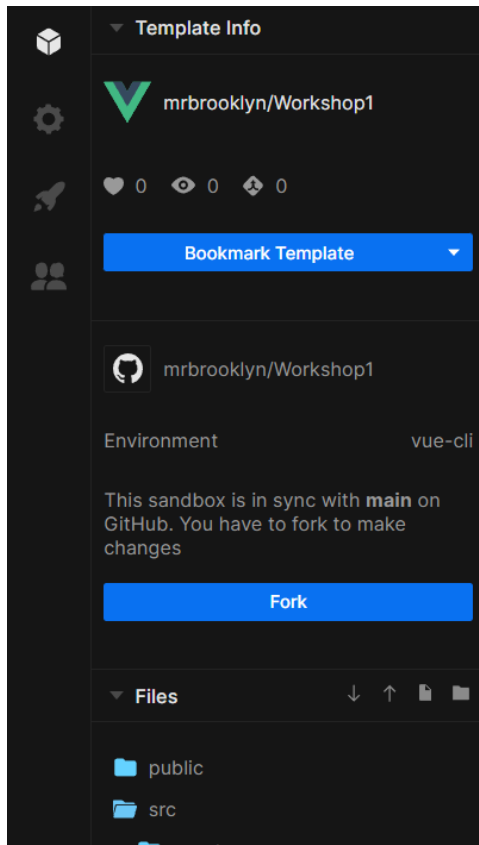 Template Info
mrbrooklyn/Workshop1
0 0 0
Bookmark Template
mrbrooklyn/Workshop1
Environment vue-cli
This sandbox is in sync with main on
GitHub. You have to fork to make
changes
Fork
Files
public
src